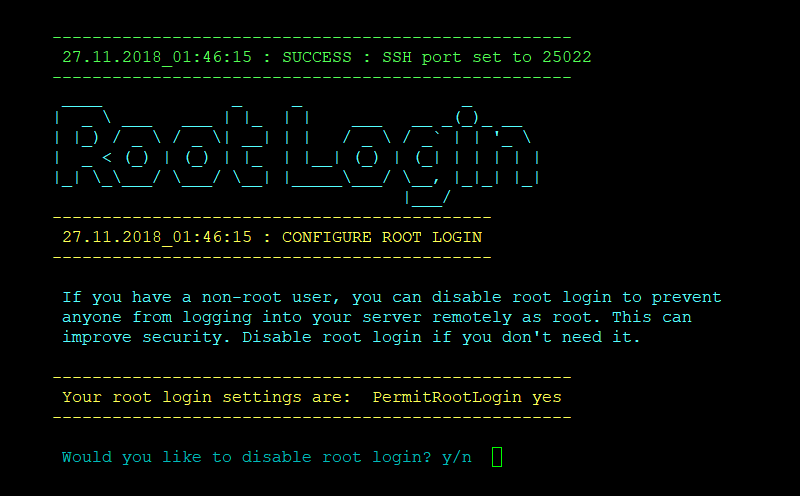 27.11.2018_01:46:15 : SUCCESS : SSH port set to 25022
Root Login
27.11.2018_01:46:15 : CONFIGURE ROOT LOGIN
If you have a non-root user, you can disable root login to prevent
anyone from logging into your server remotely as root. This can
improve security. Disable root login if you don't need it.
Your root login settings are:  PermitRootLogin yes
Would you like to disable root login? y/n